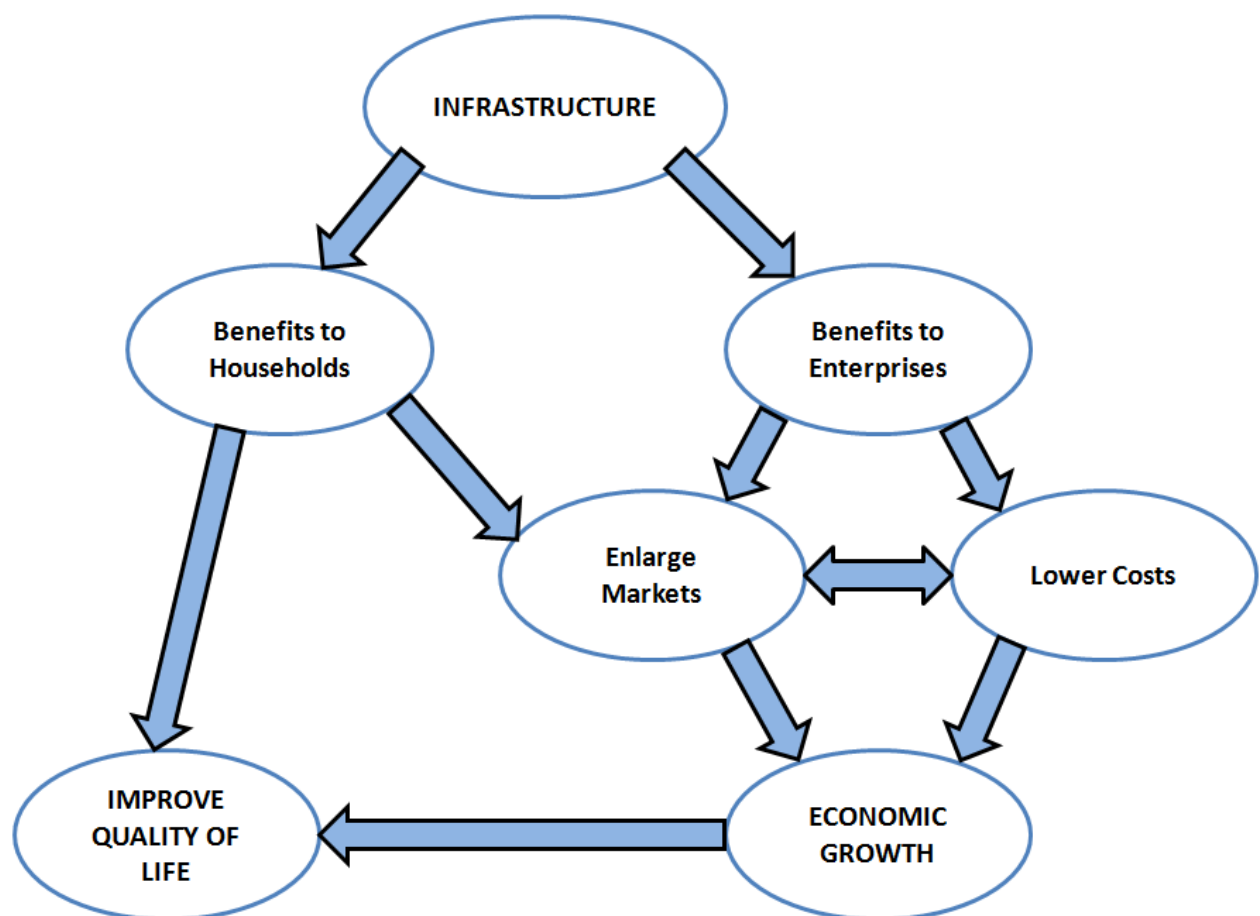 INFRASTRUCTURE
Benefits to
Households
Benefits to
Enterprises
Enlarge
Markets
Lower Costs
IMPROVE
QUALITY OF
LIFE
ECONOMIC
GROWTH